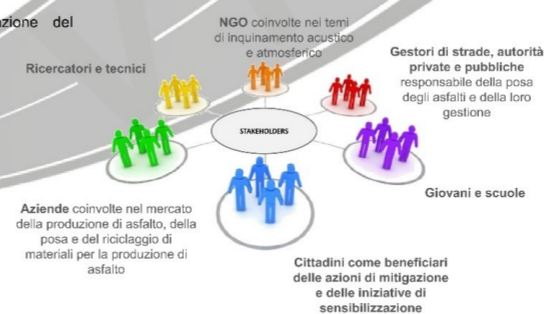 del
NGO coinvolte nei temi
di inquinamento acustico
e atmosferico
Ricercatori e tecnici
Gestori di strade, autorità
private e pubbliche
responsabile della posa
degli asfalti e della loro
gestione
STAKEHOLDERS
Giovani e scuole
Aziende coinvolte nel mercato
della produzione di asfalto, della
posa e del riciclaggio di
materiali per la produzione di
asfalto
Cittadini come beneficiari
delle azioni di mitigazione
e delle iniziative di
sensibilizzazione